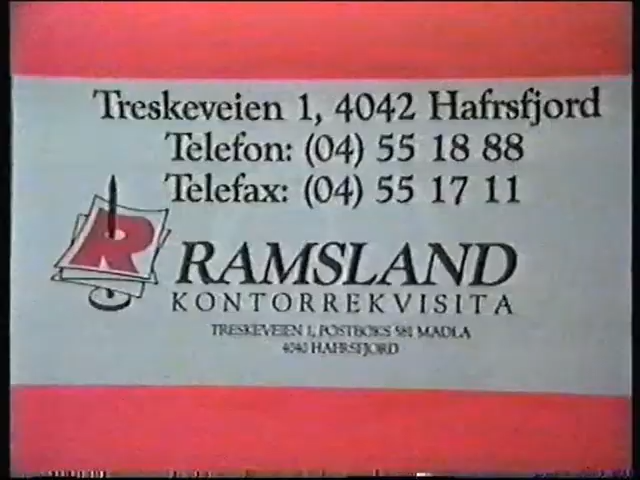 Treskeveien 1, 4042 Hafrsfjord
Telefon: (04) 55 18 88
Telefax: (04) 55 17 11
R
RAMSLAND
KONTORREKVISITA
TRESKEVEIEN 1, POSTBOKS 581 MADLA
4040 HAFRSFJORD